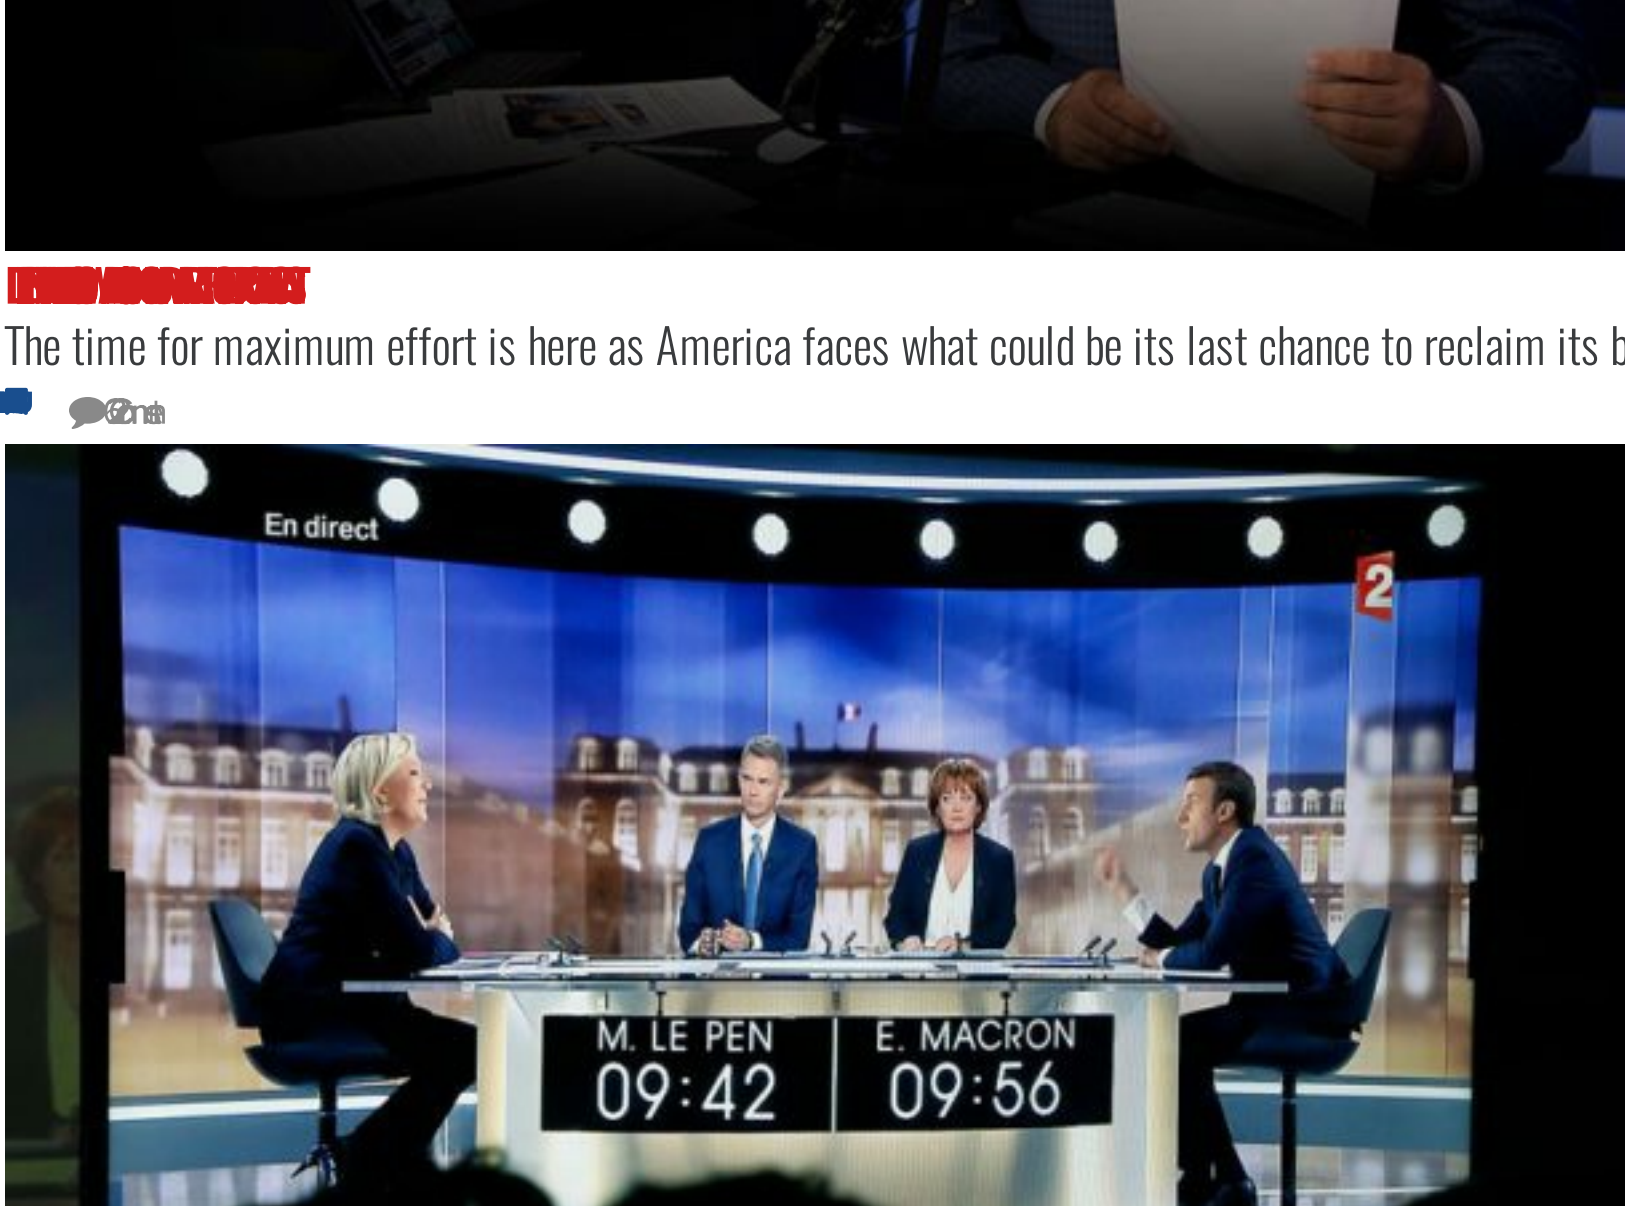 The time for maximum effort is here as America faces what could be its last chance to reclaim its
En direct
2
M. LE PEN
E. MACRON
09:42
09:56